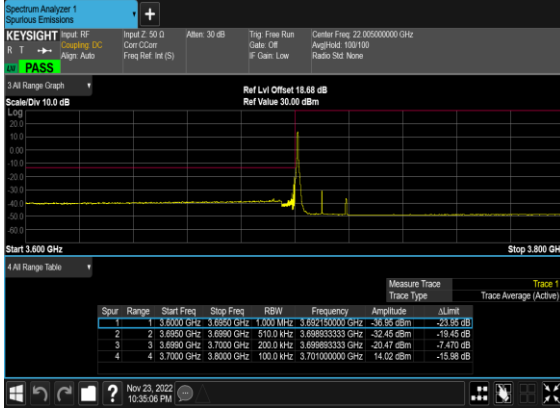 Spectrum Analyzer 1
Spurious Emissions
+
KEYSIGHT Input: RF Input Z: 50 Ω Atten: 30 dB Trig: Free Run Center Freq: 22.005000000 GHz
R T Coupling: DC Corr CCorr Gate: Off Avg|Hold: 100/100
Align: Auto Freq Ref: Int (S) IF Gain: Low Radio Std: None
PASS
3 All Range Graph
Ref Lvl Offset 18.68 dB
Scale/Div 10.0 dB Ref Value 30.00 dBm
Log
20.0
10.0
0.00
-10.0
-20.0
-30.0
-40.0
-50.0
-60.0
Start 3.600 GHz Stop 3.800 GH
4 All Range Table
Measure Trace Trace 1
Trace Type Trace Average (Active)
Spur Range Start Freq Stop Freq RBW Frequency Amplitude ΔLimit
1 1 3.6000 GHz 3.6950 GHz 1.000 MHz 3.692150000 GHz -36.95 dBm -23.95 dB
2 2 3.6950 GHz 3.6990 GHz 510.0 kHz 3.698933333 GHz -32.45 dBm -19.45 dB
3 3 3.6990 GHz 3.7000 GHz 200.0 kHz 3.699893333 GHz -20.47 dBm -7.470 dB
4 4 3.7000 GHz 3.8000 GHz 100.0 kHz 3.701000000 GHz 14.02 dBm -15.98 dB
? Nov 23, 2022
10:35:06 PM